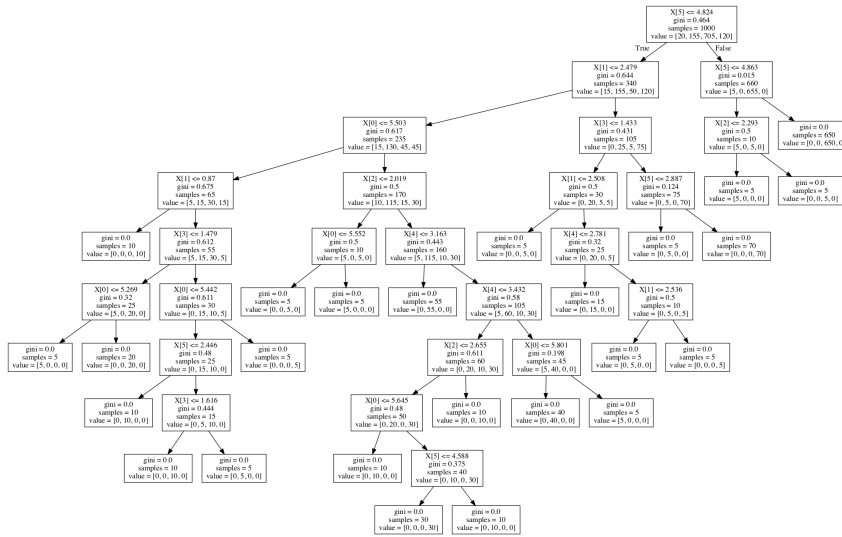 X[5] <= 4.824
gini = 0.464
samples = 1000
value = [20, 155, 705, 120]
True
False
X[1] <= 2.479
gini = 0.644
samples = 340
value = [15, 155, 50, 120]
X[5] <= 4.863
gini = 0.015
samples = 660
value = [5, 0, 655, 0]
X[0] <= 5.503
gini = 0.617
samples = 235
value = [15, 130, 45, 45]
X[3] <= 1.433
gini = 0.431
samples = 105
value = [0, 25, 5, 75]
X[2] <= 2.293
gini = 0.5
samples = 10
value = [5, 0, 5, 0]
gini = 0.0
samples = 650
value = [0, 0, 650, 0
X[1] <= 0.87
gini = 0.675
samples = 65
value = [5, 15, 30, 15]
X[2] <= 2.019
gini = 0.5
samples = 170
value = [10, 115, 15, 30]
X[1] <= 2.508
gini = 0.5
samples = 30
value = [0, 20, 5, 5]
X[5] <= 2.887
gini = 0.124
samples = 75
value = [0, 5, 0, 70]
gini = 0.0
samples = 5
value = [5, 0, 0, 0]
gini = 0.0
samples = 5
value = [0, 0, 5, 0]
gini = 0.0
samples = 10
value = [0, 0, 0, 10]
X[3] <= 1.479
gini = 0.612
samples = 55
value = [5, 15, 30, 5]
X[0] <= 5.552
gini = 0.5
samples = 10
value = [5, 0, 5, 0]
X[4] <= 3.163
gini = 0.443
samples = 160
value = [5, 115, 10, 30]
gini = 0.0
samples = 5
value = [0, 0, 5, 0]
X[4] <= 2.781
gini = 0.32
samples = 25
value = [0, 20, 0, 5]
gini = 0.0
samples = 5
value = [0, 5, 0, 0]
gini = 0.0
samples = 70
value = [0, 0, 0, 70]
X[0] <= 5.269
gini = 0.32
samples = 25
value = [5, 0, 20, 0]
X[0] <= 5.442
gini = 0.611
samples = 30
value = [0, 15, 10, 5]
gini = 0.0
samples = 5
value = [0, 0, 5, 0]
gini = 0.0
samples = 5
value = [5, 0, 0, 0]
gini = 0.0
samples = 55
value = [0, 55, 0, 0]
X[4] <= 3.432
gini = 0.58
samples = 105
value = [5, 60, 10, 30]
gini = 0.0
samples = 15
value = [0, 15, 0, 0]
X[1] <= 2.536
gini = 0.5
samples = 10
value = [0, 5, 0, 5]
gini = 0.0
samples = 5
value = [5, 0, 0, 0]
gini = 0.0
samples = 20
value = [0, 0, 20, 0]
X[5] <= 2.446
gini = 0.48
samples = 25
value = [0, 15, 10, 0]
gini = 0.0
samples = 5
value = [0, 0, 0, 5]
X[2] <= 2.655
gini = 0.611
samples = 60
value = [0, 20, 10, 30]
X[0] <= 5.801
gini = 0.198
samples = 45
value = [5, 40, 0, 0]
gini = 0.0
samples = 5
value = [0, 5, 0, 0]
gini = 0.0
samples = 5
value = [0, 0, 0, 5]
gini = 0.0
samples = 10
value = [0, 10, 0, 0]
X[3] <= 1.616
gini = 0.444
samples = 15
value = [0, 5, 10, 0]
X[0] <= 5.645
gini = 0.48
samples = 50
value = [0, 20, 0, 30]
gini = 0.0
samples = 10
value = [0, 0, 10, 0]
gini = 0.0
samples = 40
value = [0, 40, 0, 0]
gini = 0.0
samples = 5
value = [5, 0, 0, 0]
gini = 0.0
samples = 10
value = [0, 0, 10, 0]
gini = 0.0
samples = 5
value = [0, 5, 0, 0]
gini = 0.0
samples = 10
value = [0, 10, 0, 0]
X[5] <= 4.588
gini = 0.375
samples = 40
value = [0, 10, 0, 30]
gini = 0.0
samples = 30
value = [0, 0, 0, 30]
gini = 0.0
samples = 10
value = [0, 10, 0, 0]